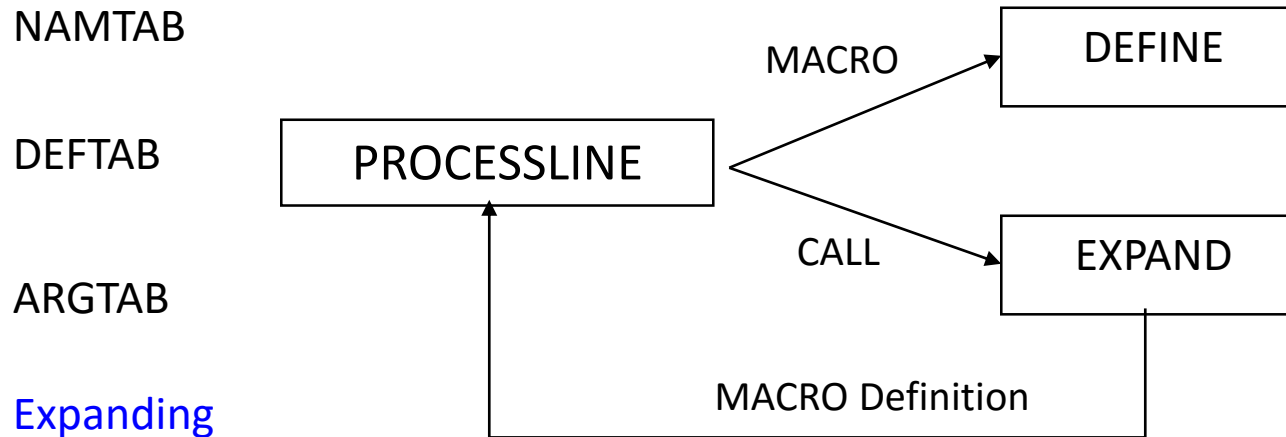 NAMTAB
DEFTAB
ARGTAB
Expanding
PROCESSLINE
MACRO
DEFINE
CALL
EXPAND
MACRO Definition